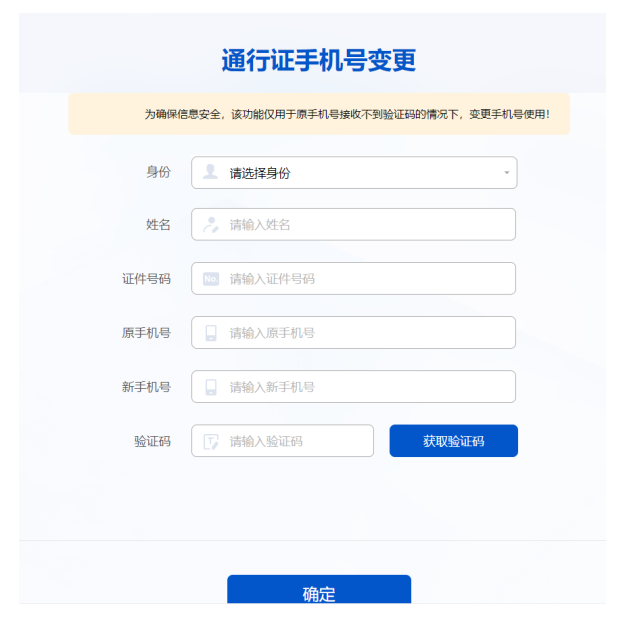 通行证手机号变更
为确保信息安全，该功能仅用于原手机号接收不到验证码的情况下，变更手机号使用！
身份 请选择身份
姓名 请输入姓名
证件号码 No. 请输入证件号码
原手机号 请输入原手机号
新手机号 请输入新手机号
验证码 T 请输入验证码 获取验证码
确定